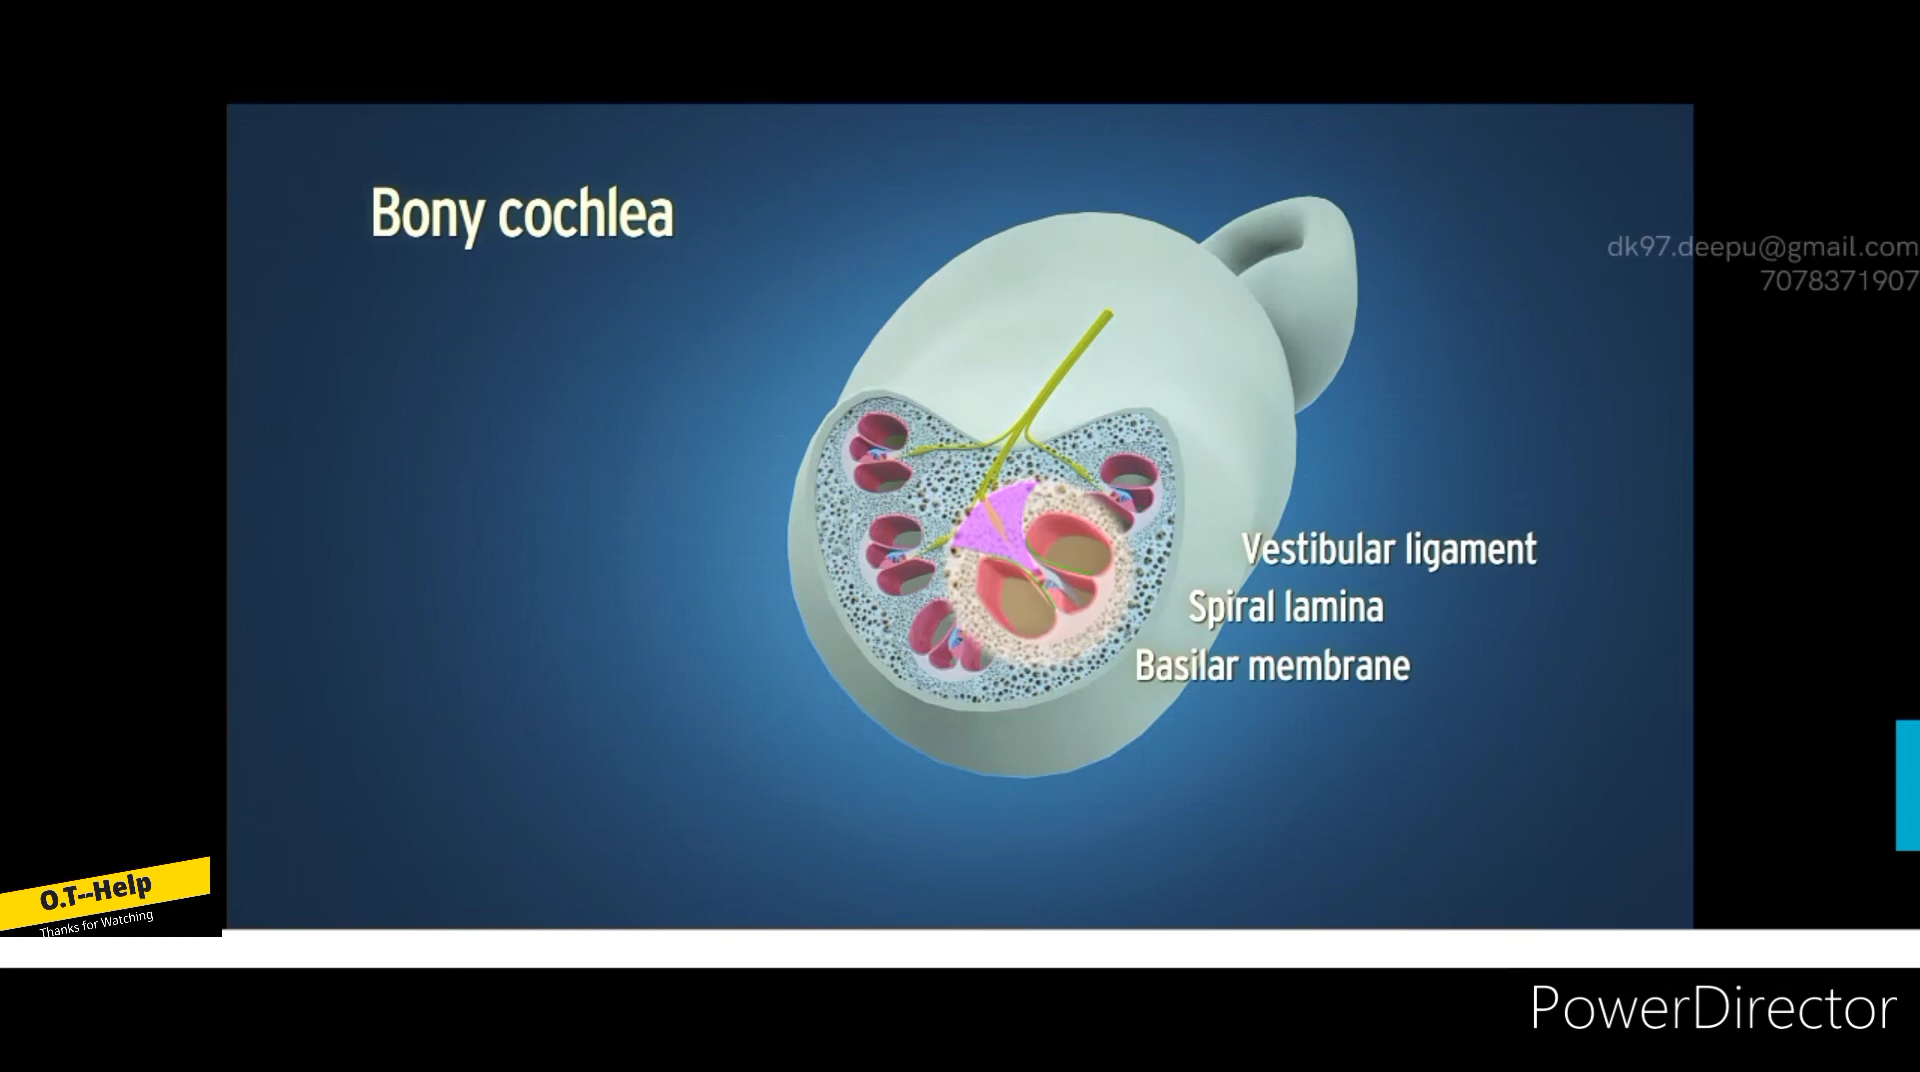 Bony cochlea
dk97.deepu@gmail.com
7078371907
Vestibular ligament
Spiral lamina
Basilar membrane
O.T--Help
Thanks for Watching
PowerDirector